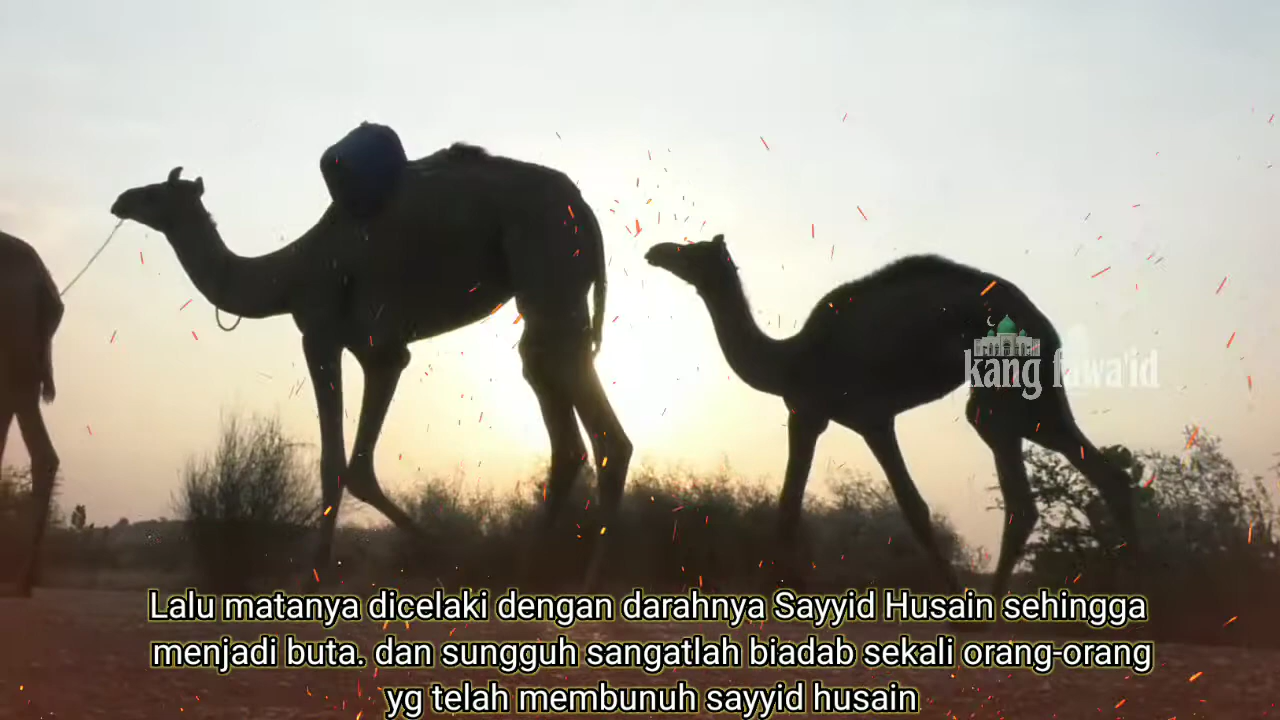 kang fawa'id
Lalu matanya dicelaki dengan darahnya Sayyid Husain sehingga
menjadi buta. dan sungguh sangatlah biadab sekali orang-orang
yg telah membunuh sayyid husain